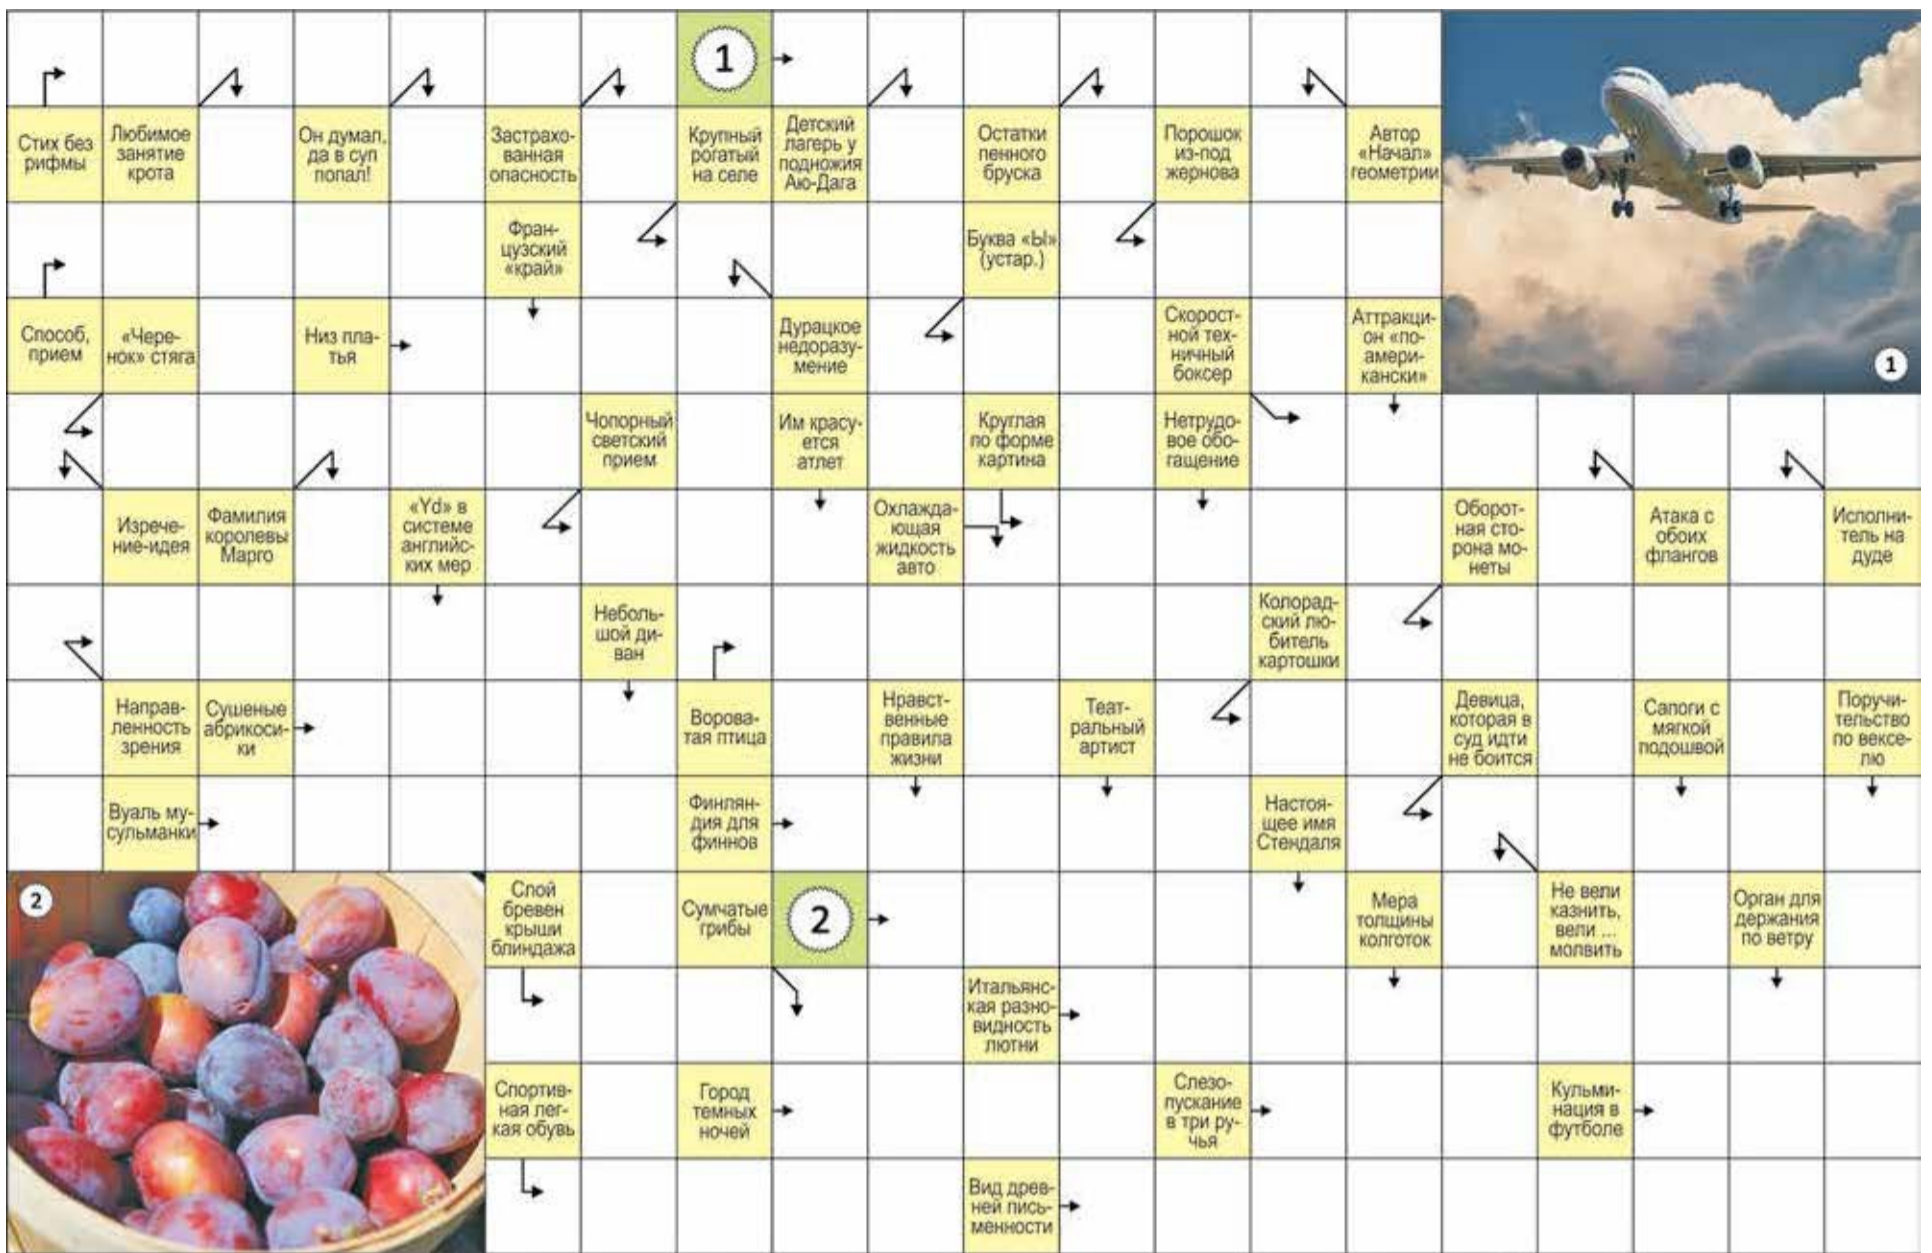 1
Стих без
рифмы
Любимое
занятие
крота
Он думал,
да в суп
попал!
Застрахо-
ванная
опасность
Крупный
рогатый
на селе
Детский
лагерь у
подножия
Аю-Дага
Остатки
пенного
бруска
Порошок
из-под
жернова
Автор
«Начал»
геометрии
Фран-
цузский
«край»
Буква «Ы»
(устар.)
Способ,
прием
«Чере-
нок» стяга
Низ пла-
тья
Дурацкое
недоразу-
мение
Скорост-
ной тех-
ничный
боксер
Аттракци-
он «по-
амери-
кански»
1
Чопорный
светский
прием
Им красу-
ется
атлет
Круглая
по форме
картина
Нетрудо-
вое обо-
гащение
Изрече-
ние-идея
Фамилия
королевы
Марго
«Yd» в
системе
английс-
ких мер
Охлажда-
ющая
жидкость
авто
Оборот-
ная сто-
рона мо-
неты
Атака с
обоих
флангов
Исполни-
тель на
дуде
Неболь-
шой ди-
ван
Колорад-
ский лю-
битель
картошки
Направ-
ленность
зрения
Сушеные
абрикоси-
ки
Ворова-
тая птица
Нравст-
венные
правила
жизни
Теат-
ральный
артист
Девица,
которая в
суд идти
не боится
Сапоги с
мягкой
подошвой
Поручи-
тельство
по вексе-
лю
Вуаль му-
сульманки
Финлян-
дия для
финнов
Настоя-
щее имя
Стендаля
2
Слой
бревен
крыши
блиндажа
Сумчатые
грибы
2
Мера
толщины
колготок
Не вели
казнить,
вели ...
молвить
Орган для
держания
по ветру
Итальянс-
кая разно-
видность
лютни
Спортив-
ная лег-
кая обувь
Город
темных
ночей
Слезо-
пускание
в три ру-
чья
Кульми-
нация в
футболе
Вид древ-
ней пись-
менности